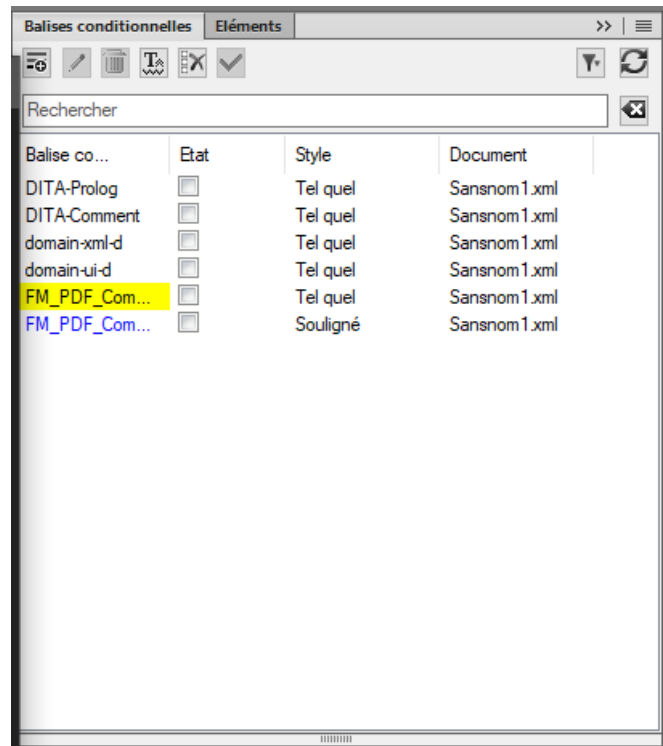 Balises conditionnelles Eléments >>
Rechercher
Balise co... Etat Style Document
DITA-Prolog Tel quel Sansnom1.xml
DITA-Comment Tel quel Sansnom1.xml
domain-xml-d Tel quel Sansnom1.xml
domain-ui-d Tel quel Sansnom1.xml
FM_PDF_Com... Tel quel Sansnom1.xml
FM_PDF_Com... Souligné Sansnom1.xml